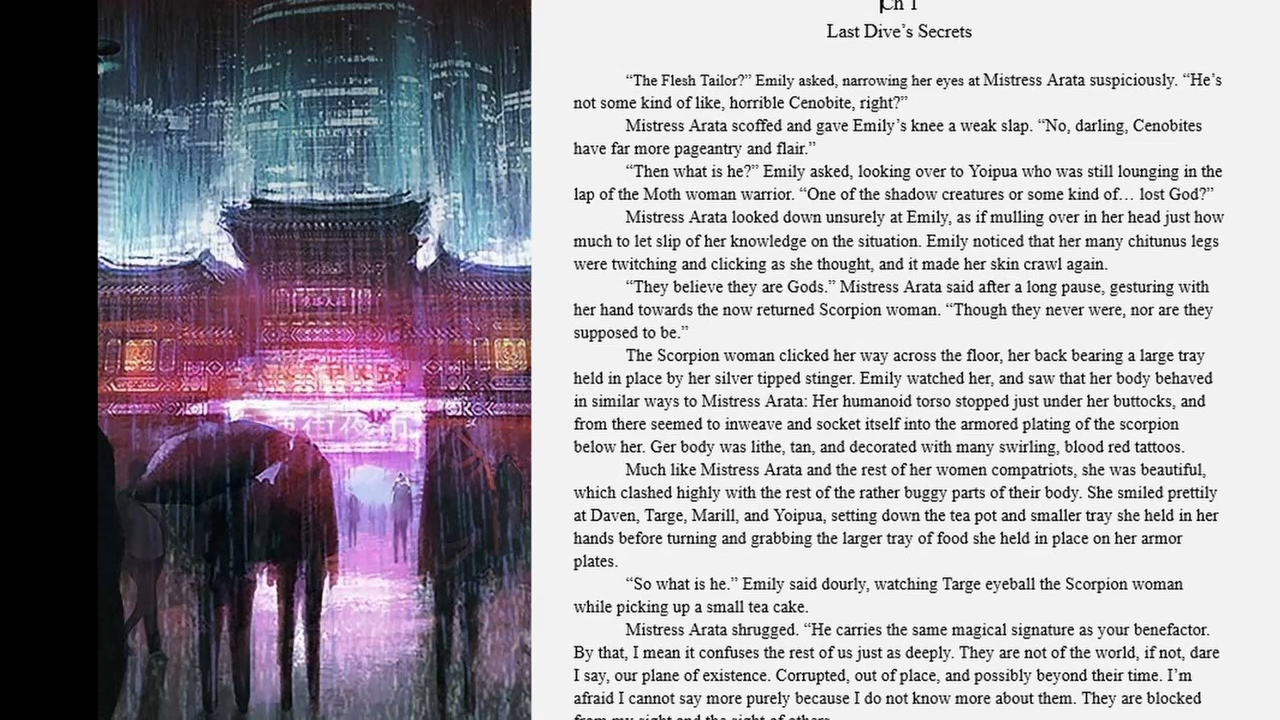 Ch 1
Last Dive’s Secrets
“The Flesh Tailor?” Emily asked, narrowing her eyes at Mistress Arata suspiciously. “He’s
not some kind of like, horrible Cenobite, right?”
Mistress Arata scoffed and gave Emily’s knee a weak slap. “No, darling, Cenobites
have far more pageantry and flair.”
“Then what is he?” Emily asked, looking over to Yoipua who was still lounging in the
lap of the Moth woman warrior. “One of the shadow creatures or some kind of… lost God?”
Mistress Arata looked down unsurely at Emily, as if mulling over in her head just how
much to let slip of her knowledge on the situation. Emily noticed that her many chitunus legs
were twitching and clicking as she thought, and it made her skin crawl again.
“They believe they are Gods.” Mistress Arata said after a long pause, gesturing with
her hand towards the now returned Scorpion woman. “Though they never were, nor are they
supposed to be.”
The Scorpion woman clicked her way across the floor, her back bearing a large tray
held in place by her silver tipped stinger. Emily watched her, and saw that her body behaved
in similar ways to Mistress Arata: Her humanoid torso stopped just under her buttocks, and
from there seemed to inweave and socket itself into the armored plating of the scorpion
below her. Ger body was lithe, tan, and decorated with many swirling, blood red tattoos.
Much like Mistress Arata and the rest of her women compatriots, she was beautiful,
which clashed highly with the rest of the rather buggy parts of their body. She smiled prettily
at Daven, Targe, Marill, and Yoipua, setting down the tea pot and smaller tray she held in her
hands before turning and grabbing the larger tray of food she held in place on her armor
plates.
“So what is he.” Emily said dourly, watching Targe eyeball the Scorpion woman
while picking up a small tea cake.
Mistress Arata shrugged. “He carries the same magical signature as your benefactor.
By that, I mean it confuses the rest of us just as deeply. They are not of the world, if not, dare
I say, our plane of existence. Corrupted, out of place, and possibly beyond their time. I’m
afraid I cannot say more purely because I do not know more about them. They are blocked